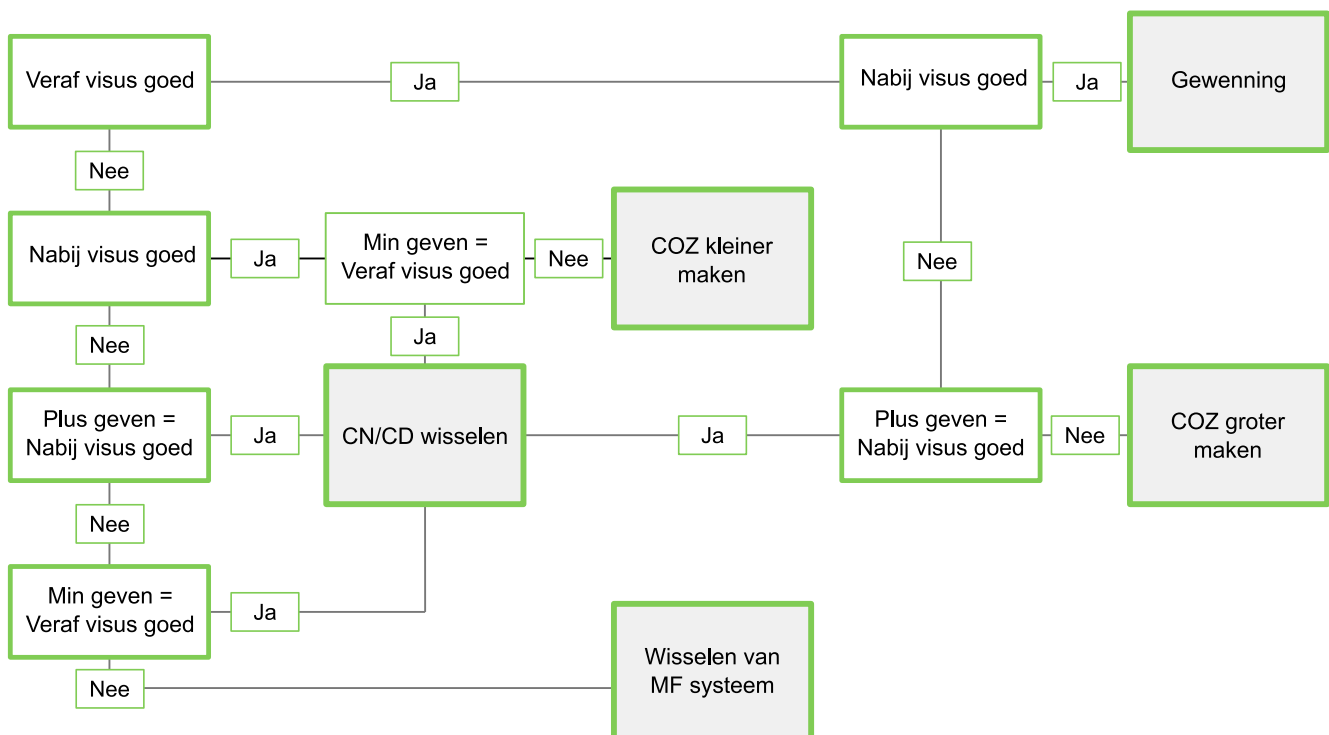 Veraf visus goed
Ja
Nabij visus goed
Ja
Gewenning
Nee
Nabij visus goed
Ja
Min geven =
Veraf visus goed
Nee
COZ kleiner
maken
Nee
Nee
Ja
Plus geven =
Nabij visus goed
Ja
CN/CD wisselen
Ja
Plus geven =
Nabij visus goed
Nee
COZ groter
maken
Nee
Min geven =
Veraf visus goed
Ja
Nee
Wisselen van
MF systeem